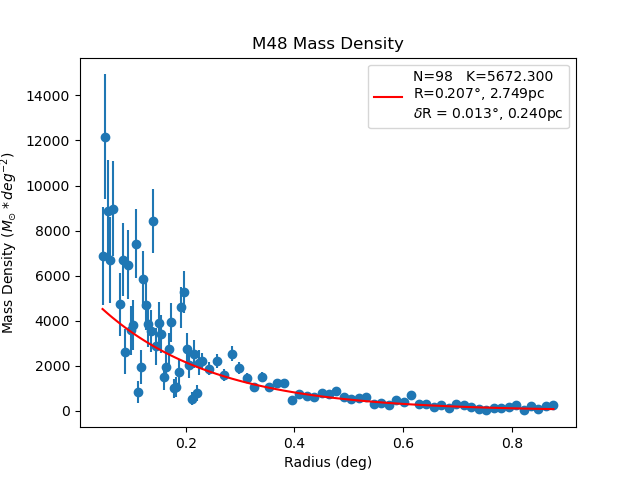 M48 Mass Density
N=98 K=5672.300
R=0.207°, 2.749pc
δR = 0.013°, 0.240pc
Mass Density (M⊙ * deg⁻²)
14000
12000
10000
8000
6000
4000
2000
0
0.2 0.4 0.6 0.8
Radius (deg)